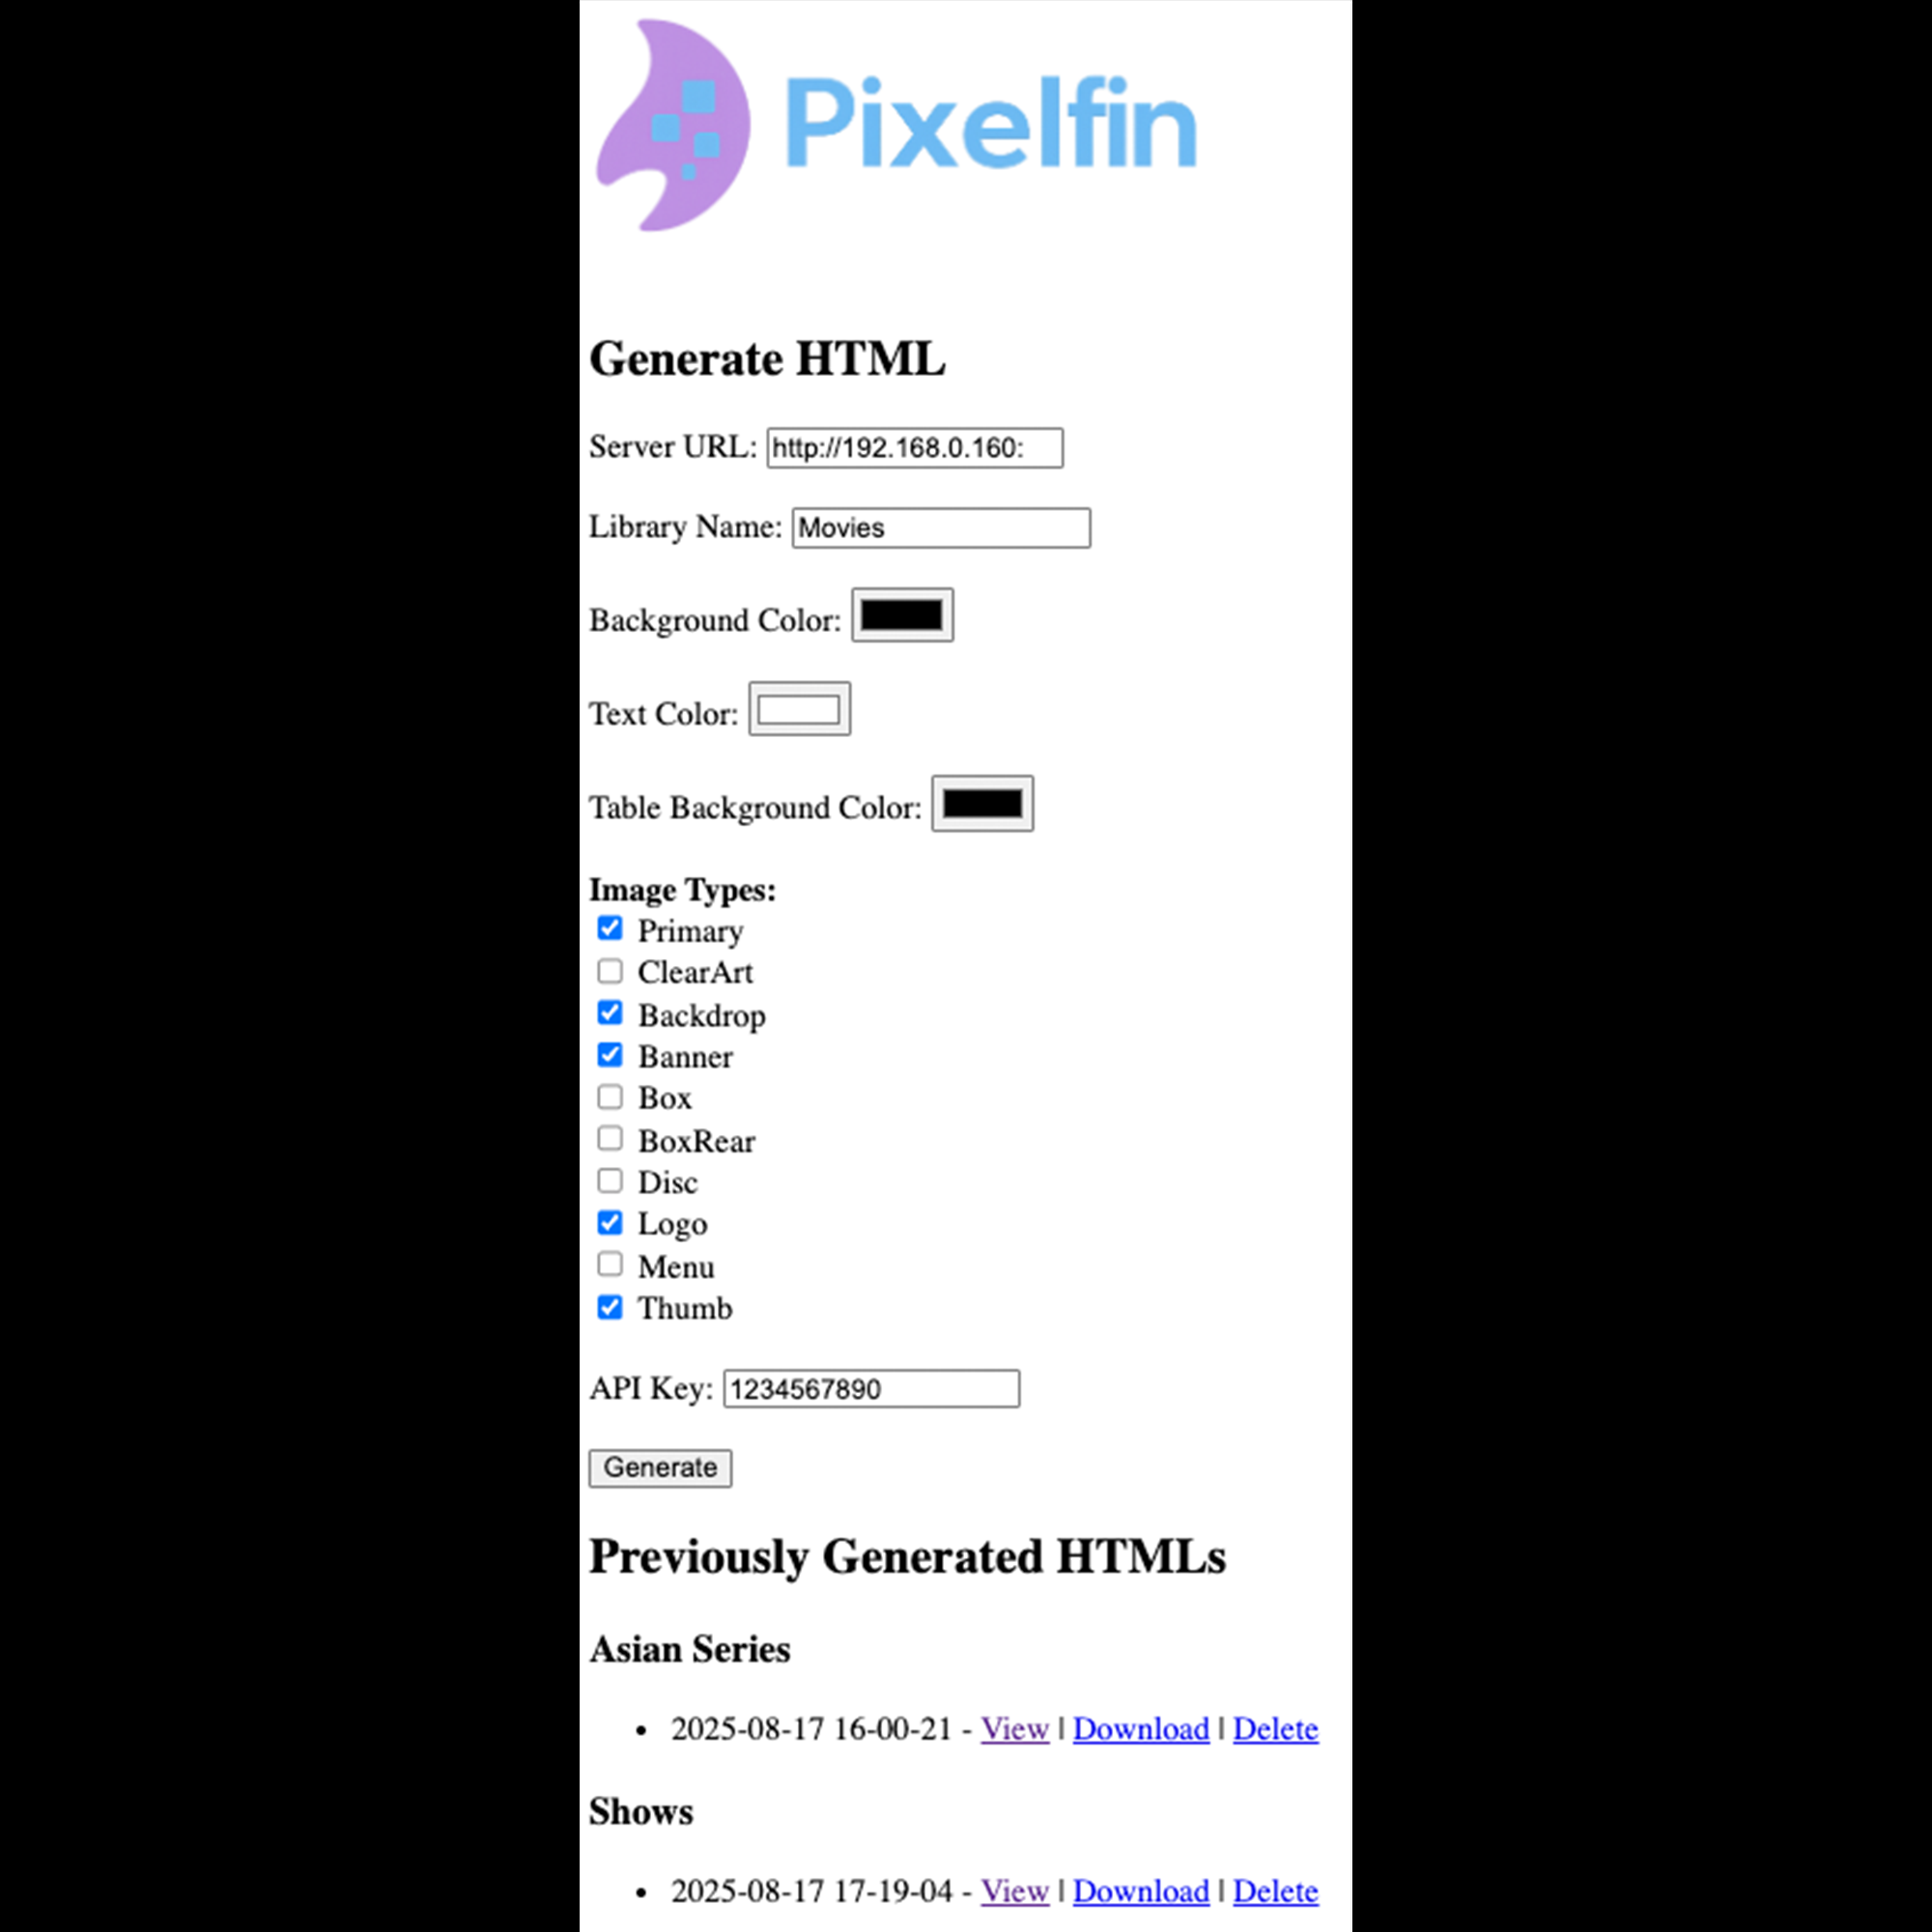 Pixelfin
Generate HTML
Server URL: http://192.168.0.160:
Library Name: Movies
Background Color:
Text Color:
Table Background Color:
Image Types:
Primary
ClearArt
Backdrop
Banner
Box
BoxRear
Disc
Logo
Menu
Thumb
API Key: 1234567890
Generate
Previously Generated HTMLs
Asian Series
• 2025-08-17 16-00-21 - View | Download | Delete
Shows
• 2025-08-17 17-19-04 - View | Download | Delete